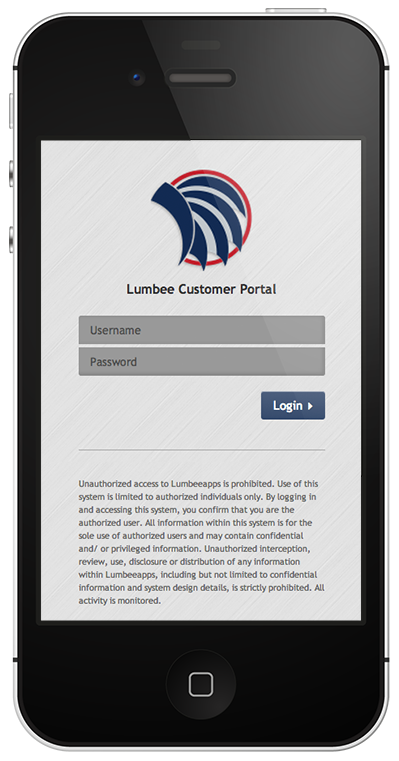 Lumbee Customer Portal
Username
Password
Login
Unauthorized access to Lumbeeapps is prohibited. Use of this
system is limited to authorized individuals only. By logging in
and accessing this system, you confirm that you are the
authorized user. All information within this system is for the
sole use of authorized users and may contain confidential
and/ or privileged information. Unauthorized interception,
review, use, disclosure or distribution of any information
within Lumbeeapps, including but not limited to confidential
information and system design details, is strictly prohibited. All
activity is monitored.